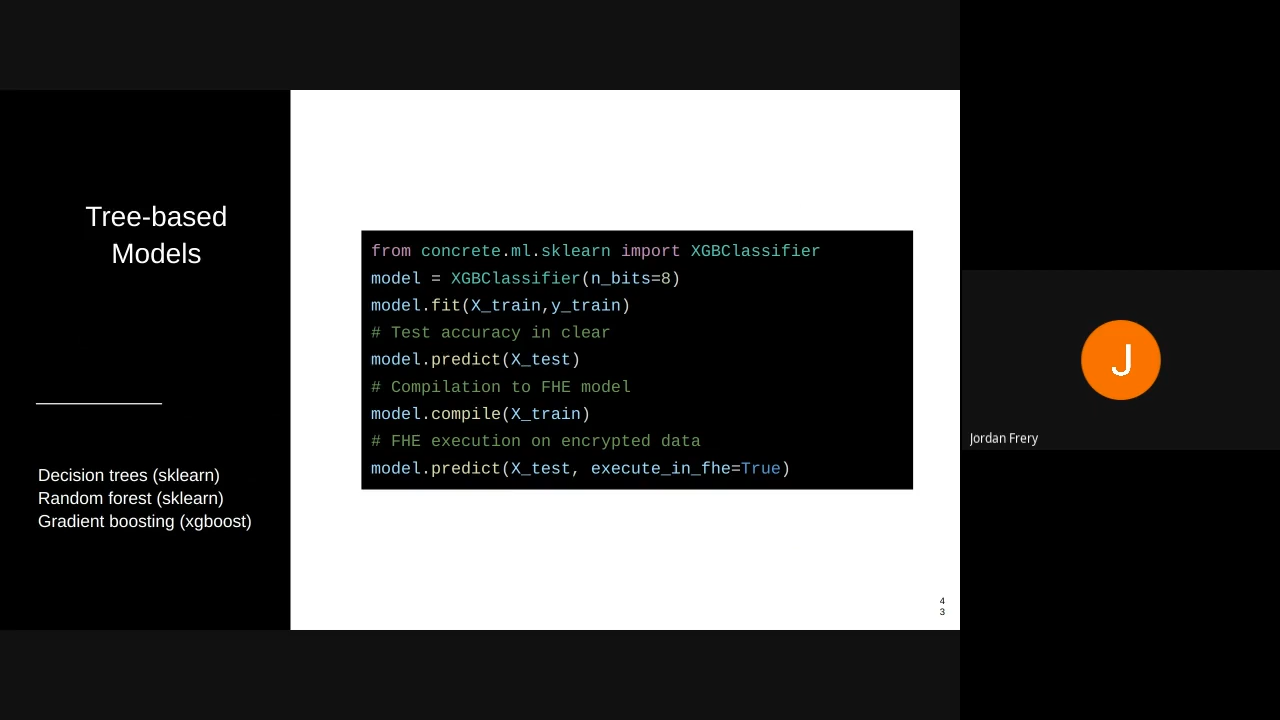 Tree-based
Models
Decision trees (sklearn)
Random forest (sklearn)
Gradient boosting (xgboost)
from concrete.ml.sklearn import XGBClassifier
model = XGBClassifier(n_bits=8)
model.fit(X_train,y_train)
# Test accuracy in clear
model.predict(X_test)
# Compilation to FHE model
model.compile(X_train)
# FHE execution on encrypted data
model.predict(X_test, execute_in_fhe=True)
4
3
J
Jordan Frery